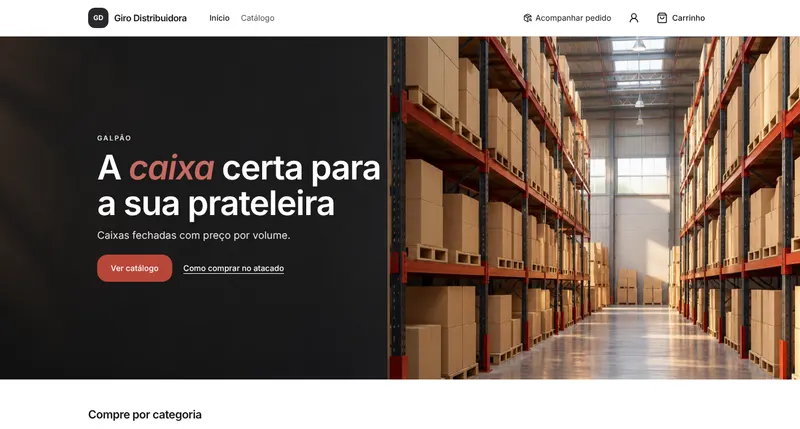 GD
Giro Distribuidora
Início
Catálogo
Acompanhar pedido
Carrinho
GALPÃO
A caixa certa para
a sua prateleira
Caixas fechadas com preço por volume.
Ver catálogo
Como comprar no atacado
Compre por categoria